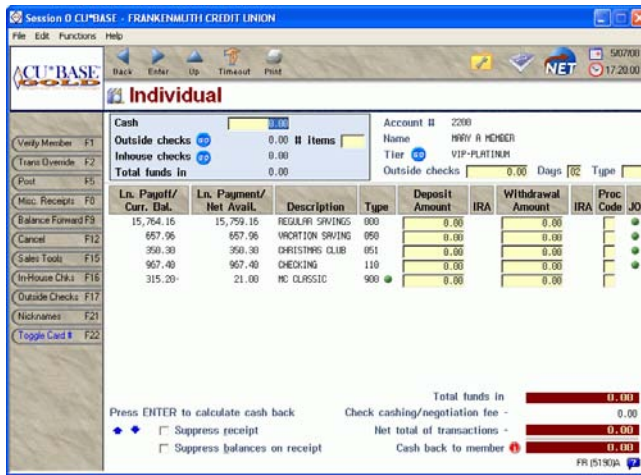 Session 0 CU*BASE - FRANKENMUTH CREDIT UNION
File Edit Functions Help
CU*BASE GOLD
Back Enter Up Timeout Print
NET
5/07/08
17:20:00
Individual
Cash 0.00
Outside checks GO 0.00 # items
Inhouse checks GO 0.00
Total funds in 0.00
Account # 2200
Name MARY A MEMBER
Tier GO VIP-PLATINUM
Outside checks 0.00 Days 02 Type
Verify Member F1
Trans Override F2
Post F5
Misc. Receipts F8
Balance Forward F9
Cancel F12
Sales Tools F15
In-House Chks F16
Outside Checks F17
Nicknames F21
Toggle Card # F22
Ln. Payoff/ Curr. Bal. Ln. Payment/ Net Avail. Description Type Deposit Amount IRA Withdrawal Amount IRA Proc Code JO
15,764.16 15,759.16 REGULAR SAVINGS 000 0.00 0.00
657.96 657.96 VACATION SAVING 050 0.00 0.00
350.30 350.30 CHRISTMAS CLUB 051 0.00 0.00
967.40 967.40 CHECKING 110 0.00 0.00
315.20- 21.00 MC CLASSIC 900 0.00 0.00
Total funds in 0.00
Press ENTER to calculate cash back
Check cashing/negotiation fee - 0.00
Suppress receipt
Net total of transactions - 0.00
Suppress balances on receipt
Cash back to member 0.00
FR (5190)A